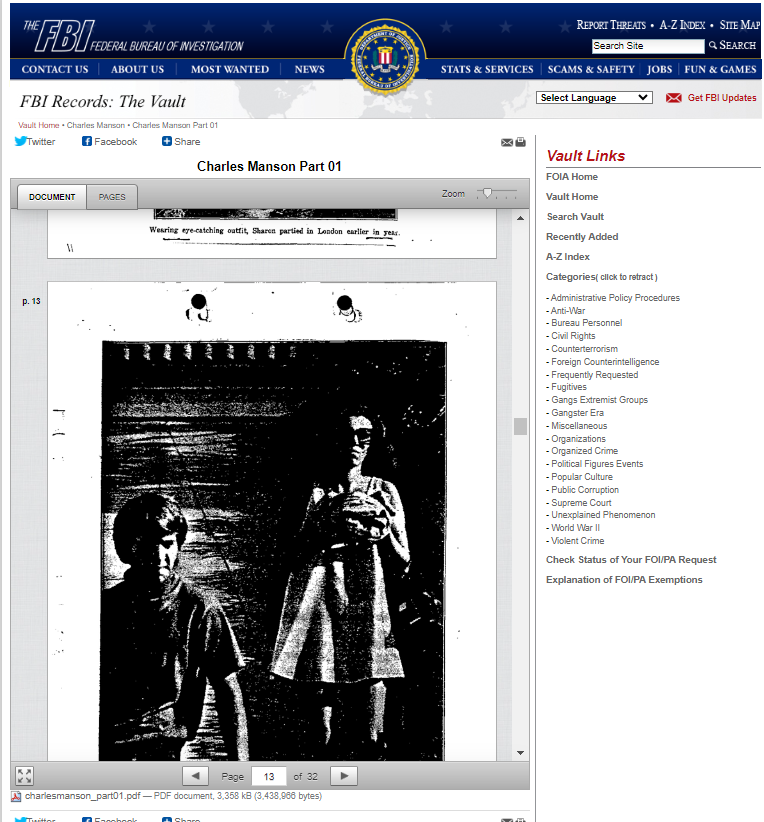 THE FBI FEDERAL BUREAU OF INVESTIGATION
REPORT THREATS • A-Z INDEX • SITE MAP
Search Site
SEARCH
CONTACT US
ABOUT US
MOST WANTED
NEWS
STATS & SERVICES
SCAMS & SAFETY
JOBS
FUN & GAMES
FBI Records: The Vault
Select Language
Get FBI Updates
Vault Home • Charles Manson • Charles Manson Part 01
Twitter
Facebook
Share
Charles Manson Part 01
DOCUMENT
PAGES
Zoom
Wearing eye-catching outfit, Sharon partied in London earlier in year.
p. 13
Page 13 of 32
charlesmanson_part01.pdf — PDF document, 3,358 kB (3,438,966 bytes)
Twitter
Facebook
Share
Vault Links
FOIA Home
Vault Home
Search Vault
Recently Added
A-Z Index
Categories( click to retract )
- Administrative Policy Procedures
- Anti-War
- Bureau Personnel
- Civil Rights
- Counterterrorism
- Foreign Counterintelligence
- Frequently Requested
- Fugitives
- Gangs Extremist Groups
- Gangster Era
- Miscellaneous
- Organizations
- Organized Crime
- Political Figures Events
- Popular Culture
- Public Corruption
- Supreme Court
- Unexplained Phenomenon
- World War II
- Violent Crime
Check Status of Your FOI/PA Request
Explanation of FOI/PA Exemptions